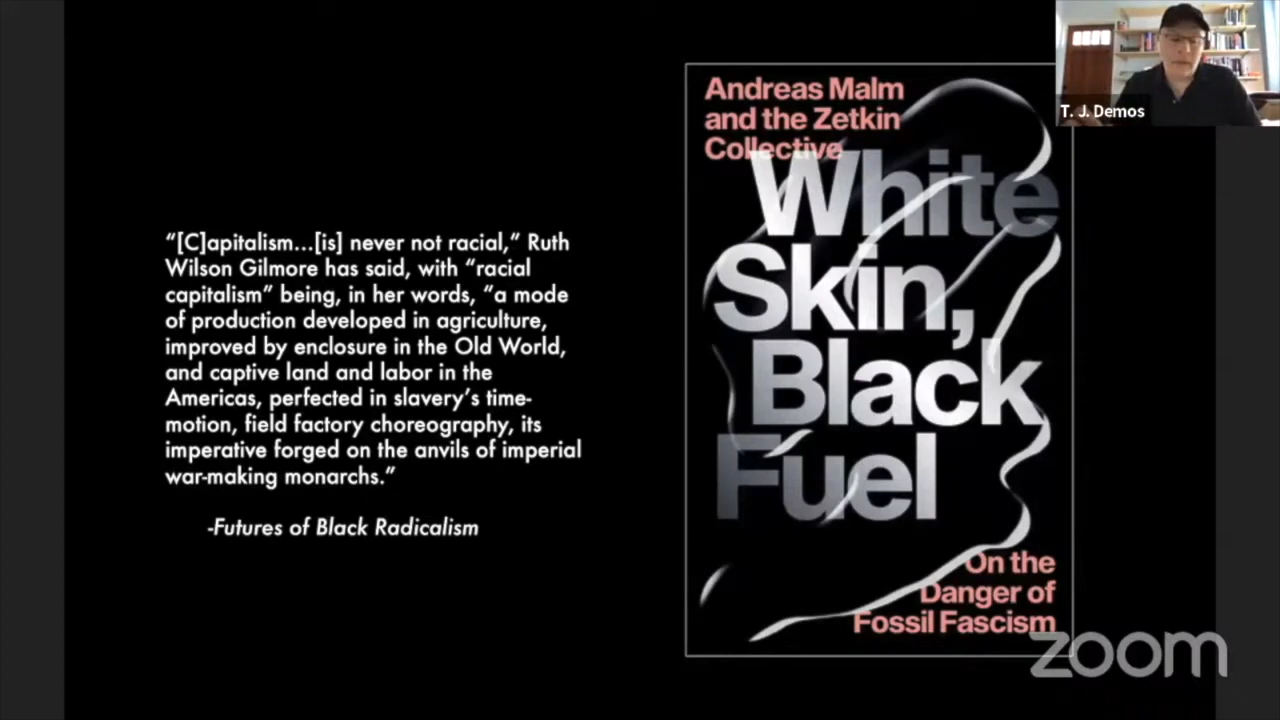 “[C]apitalism...[is] never not racial,” Ruth
Wilson Gilmore has said, with “racial
capitalism” being, in her words, “a mode
of production developed in agriculture,
improved by enclosure in the Old World,
and captive land and labor in the
Americas, perfected in slavery’s time-
motion, field factory choreography, its
imperative forged on the anvils of imperial
war-making monarchs.”
-Futures of Black Radicalism
Andreas Malm
and the Zetkin
Collective
White
Skin,
Black
Fuel
On the
Danger of
Fossil Fascism
T. J. Demos
zoom